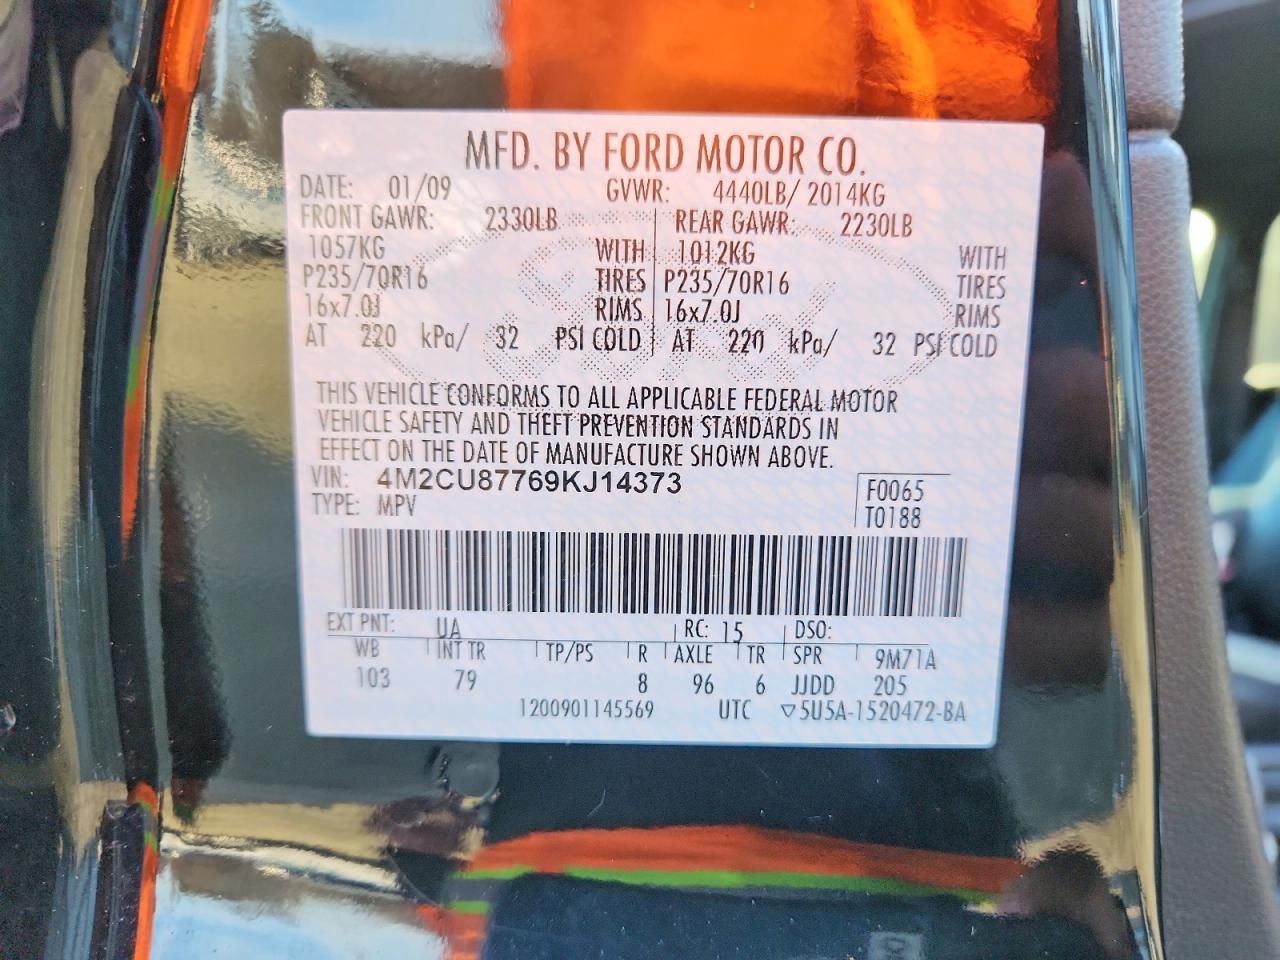 MFD. BY FORD MOTOR CO.
DATE: 01/09 GVWR: 4440LB/ 2014KG
FRONT GAWR: 2330LB REAR GAWR: 2230LB
1057KG WITH 1012KG WITH
P235/70R16 TIRES P235/70R16 TIRES
16x7.0J RIMS 16x7.0J RIMS
AT 220 kPa/ 32 PSI COLD AT 220 kPa/ 32 PSI COLD
THIS VEHICLE CONFORMS TO ALL APPLICABLE FEDERAL MOTOR
VEHICLE SAFETY AND THEFT PREVENTION STANDARDS IN
EFFECT ON THE DATE OF MANUFACTURE SHOWN ABOVE.
VIN: 4M2CU87769KJ14373 F0065
TYPE: MPV T0188
EXT PNT: UA RC: 15 DSO:
WB INT TR TP/PS R AXLE TR SPR 9M71A
103 79 8 96 6 JJDD 205
1200901145569 UTC ▽5U5A-1520472-BA